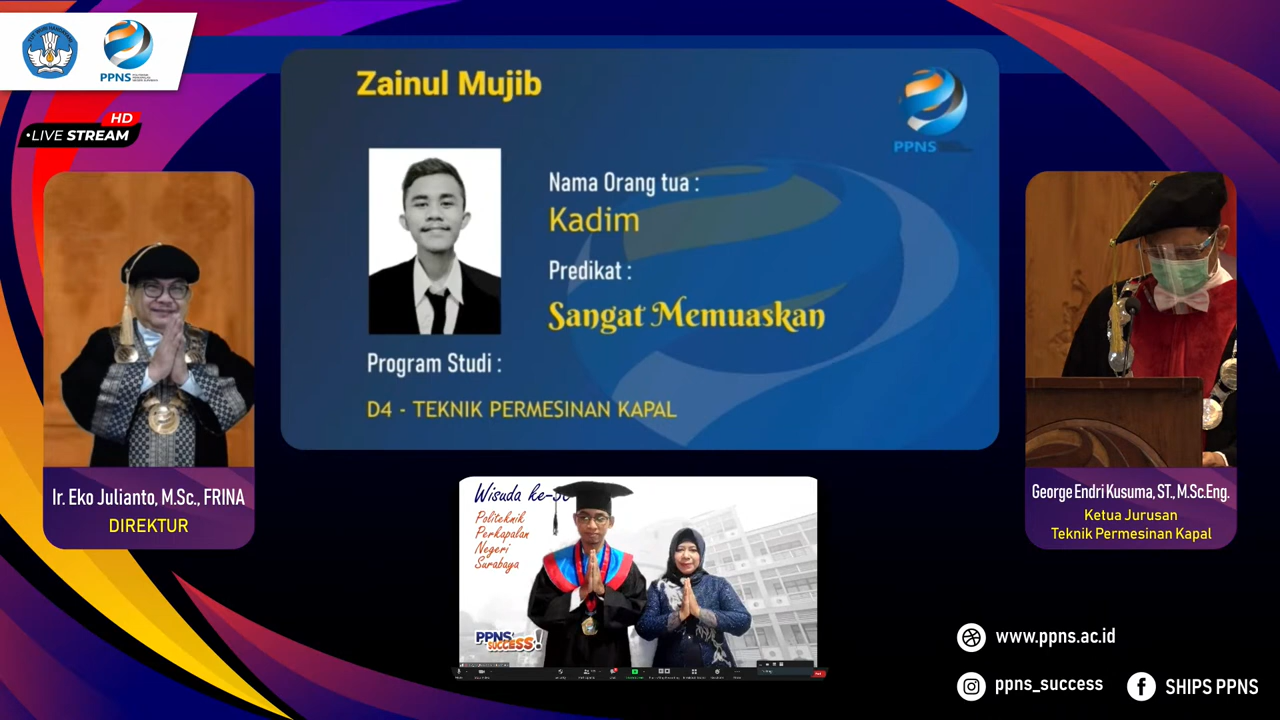 PPNS
HD
•LIVE STREAM
Zainul Mujib
PPNS
Nama Orang tua :
Kadim
Predikat :
Sangat Memuaskan
Program Studi :
D4 - TEKNIK PERMESINAN KAPAL
Ir. Eko Julianto, M.Sc., FRINA
DIREKTUR
George Endri Kusuma, ST., M.Sc.Eng.
Ketua Jurusan
Teknik Permesinan Kapal
Wisuda ke-
Politeknik
Perkapalan
Negeri
Surabaya
PPNS
SUCCESS!
www.ppns.ac.id
ppns_success
SHIPS PPNS